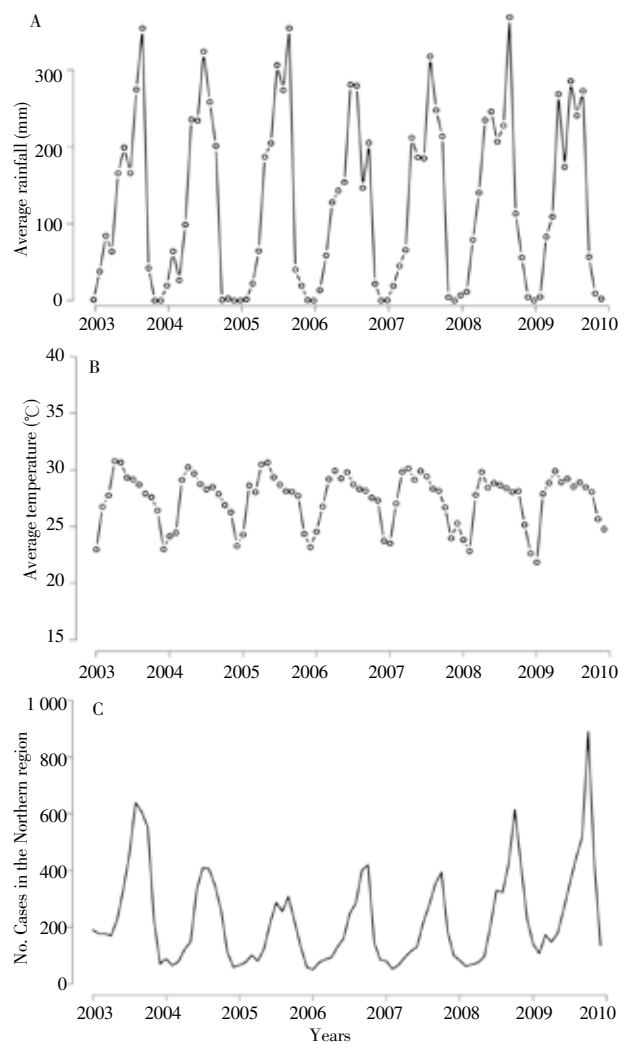 A
Average rainfall (mm)
300
200
100
0
2003 2004 2005 2006 2007 2008 2009 2010
B
Average temperature (℃)
40
35
30
25
20
15
2003 2004 2005 2006 2007 2008 2009 2010
C
No. Cases in the Northern region
1 000
800
600
400
200
0
2003 2004 2005 2006 2007 2008 2009 2010
Years